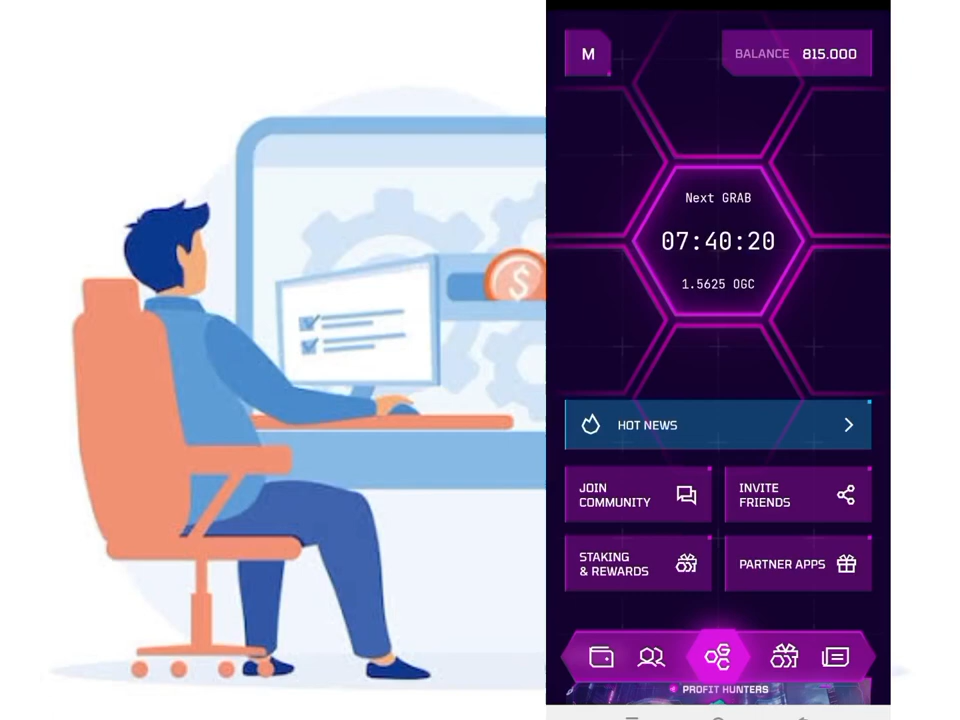 M
BALANCE 815.000
Next GRAB
07:40:20
1.5625 OGC
HOT NEWS
JOIN
COMMUNITY
INVITE
FRIENDS
STAKING
& REWARDS
PARTNER APPS
PROFIT HUNTERS